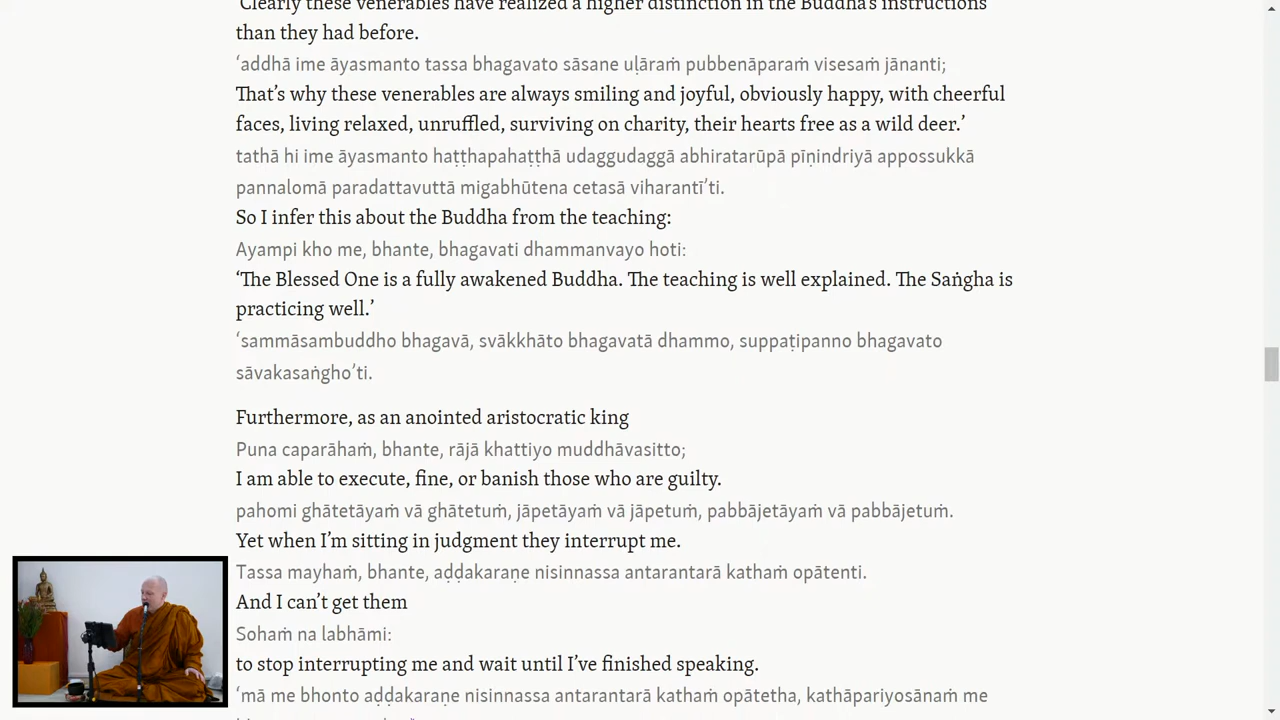 ‘Clearly these venerables have realized a higher distinction in the Buddha’s instructions
than they had before.
‘addhā ime āyasmanto tassa bhagavato sāsane uḷāraṁ pubbenāparaṁ visesaṁ jānanti;
That’s why these venerables are always smiling and joyful, obviously happy, with cheerful
faces, living relaxed, unruffled, surviving on charity, their hearts free as a wild deer.’
tathā hi ime āyasmanto haṭṭhapahaṭṭhā udaggudaggā abhiratarūpā pīṇindriyā appossukkā
pannalomā paradattavuttā migabhūtena cetasā viharantī’ti.
So I infer this about the Buddha from the teaching:
Ayampi kho me, bhante, bhagavati dhammanvayo hoti:
‘The Blessed One is a fully awakened Buddha. The teaching is well explained. The Saṅgha is
practicing well.’
‘sammāsambuddho bhagavā, svākkhāto bhagavatā dhammo, suppaṭipanno bhagavato
sāvakasaṅgho’ti.
Furthermore, as an anointed aristocratic king
Puna caparāhaṁ, bhante, rājā khattiyo muddhāvasitto;
I am able to execute, fine, or banish those who are guilty.
pahomi ghātetāyaṁ vā ghātetuṁ, jāpetāyaṁ vā jāpetuṁ, pabbājetāyaṁ vā pabbājetuṁ.
Yet when I’m sitting in judgment they interrupt me.
Tassa mayhaṁ, bhante, aḍḍakaraṇe nisinnassa antarantarā kathaṁ opātenti.
And I can’t get them
Sohaṁ na labhāmi:
to stop interrupting me and wait until I’ve finished speaking.
‘mā me bhonto aḍḍakaraṇe nisinnassa antarantarā kathaṁ opātetha, kathāpariyosānaṁ me